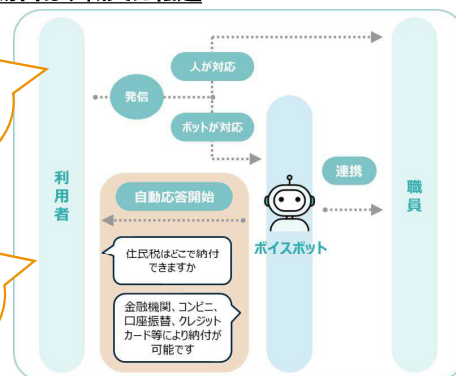 人が対応
発信
ボットが対応
利用者
自動応答開始
連携
職員
ボイスボット
住民税はどこで納付
できますか
金融機関、コンビニ、
口座振替、クレジット
カード等により納付が
可能です